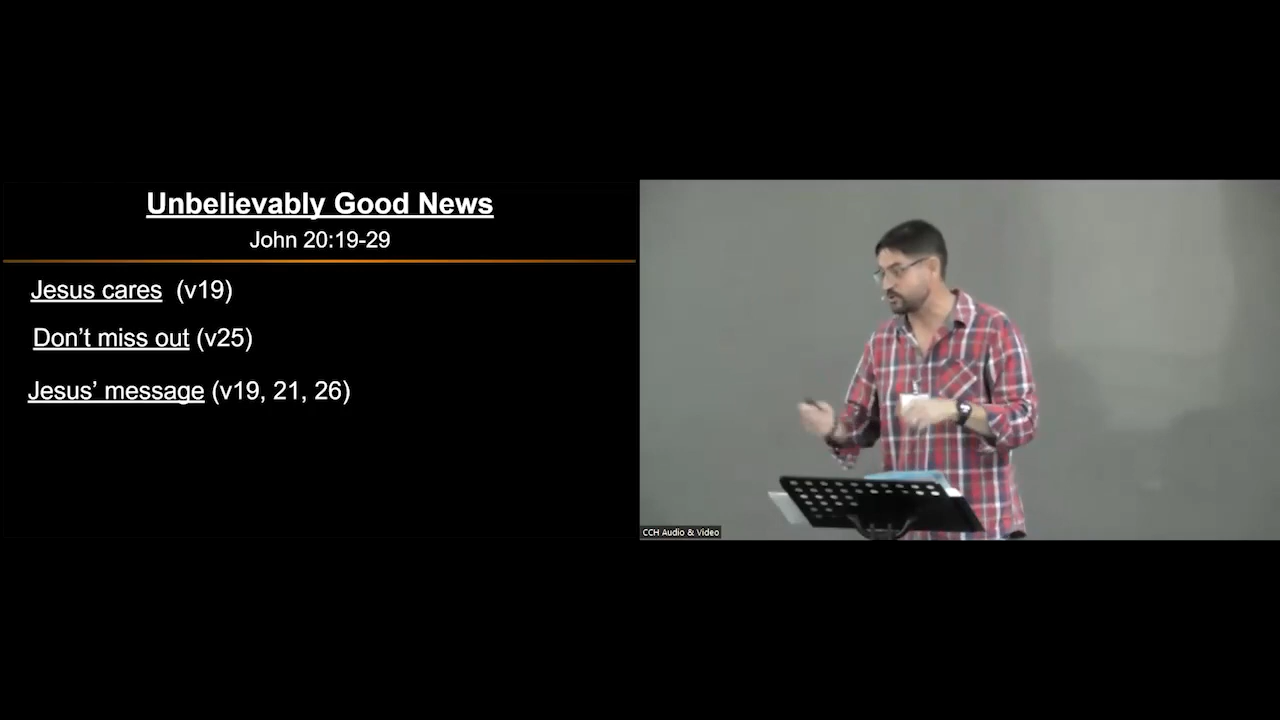 Unbelievably Good News
John 20:19-29
Jesus cares (v19)
Don’t miss out (v25)
Jesus’ message (v19, 21, 26)
CCH Audio & Video